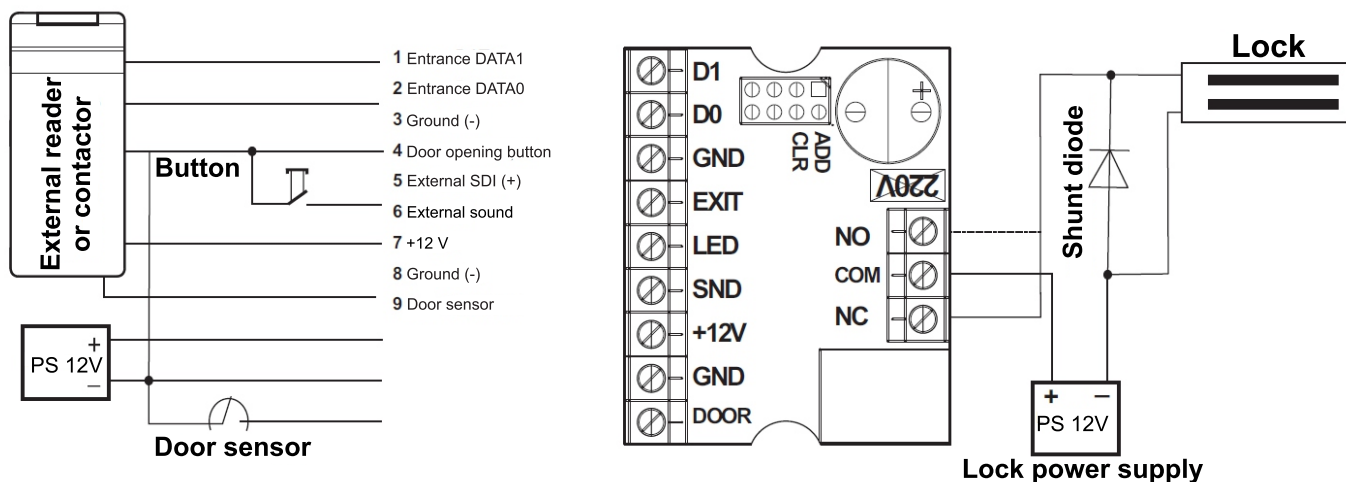 External reader
or contactor
1 Entrance DATA1
2 Entrance DATA0
3 Ground (-)
4 Door opening button
5 External SDI (+)
6 External sound
7 +12 V
8 Ground (-)
9 Door sensor
Button
+
PS 12V
–
Door sensor
D1
D0
GND
EXIT
LED
SND
+12V
GND
DOOR
ADD
CLR
+
220V
NO
COM
NC
Shunt diode
Lock
+ –
PS 12V
Lock power supply